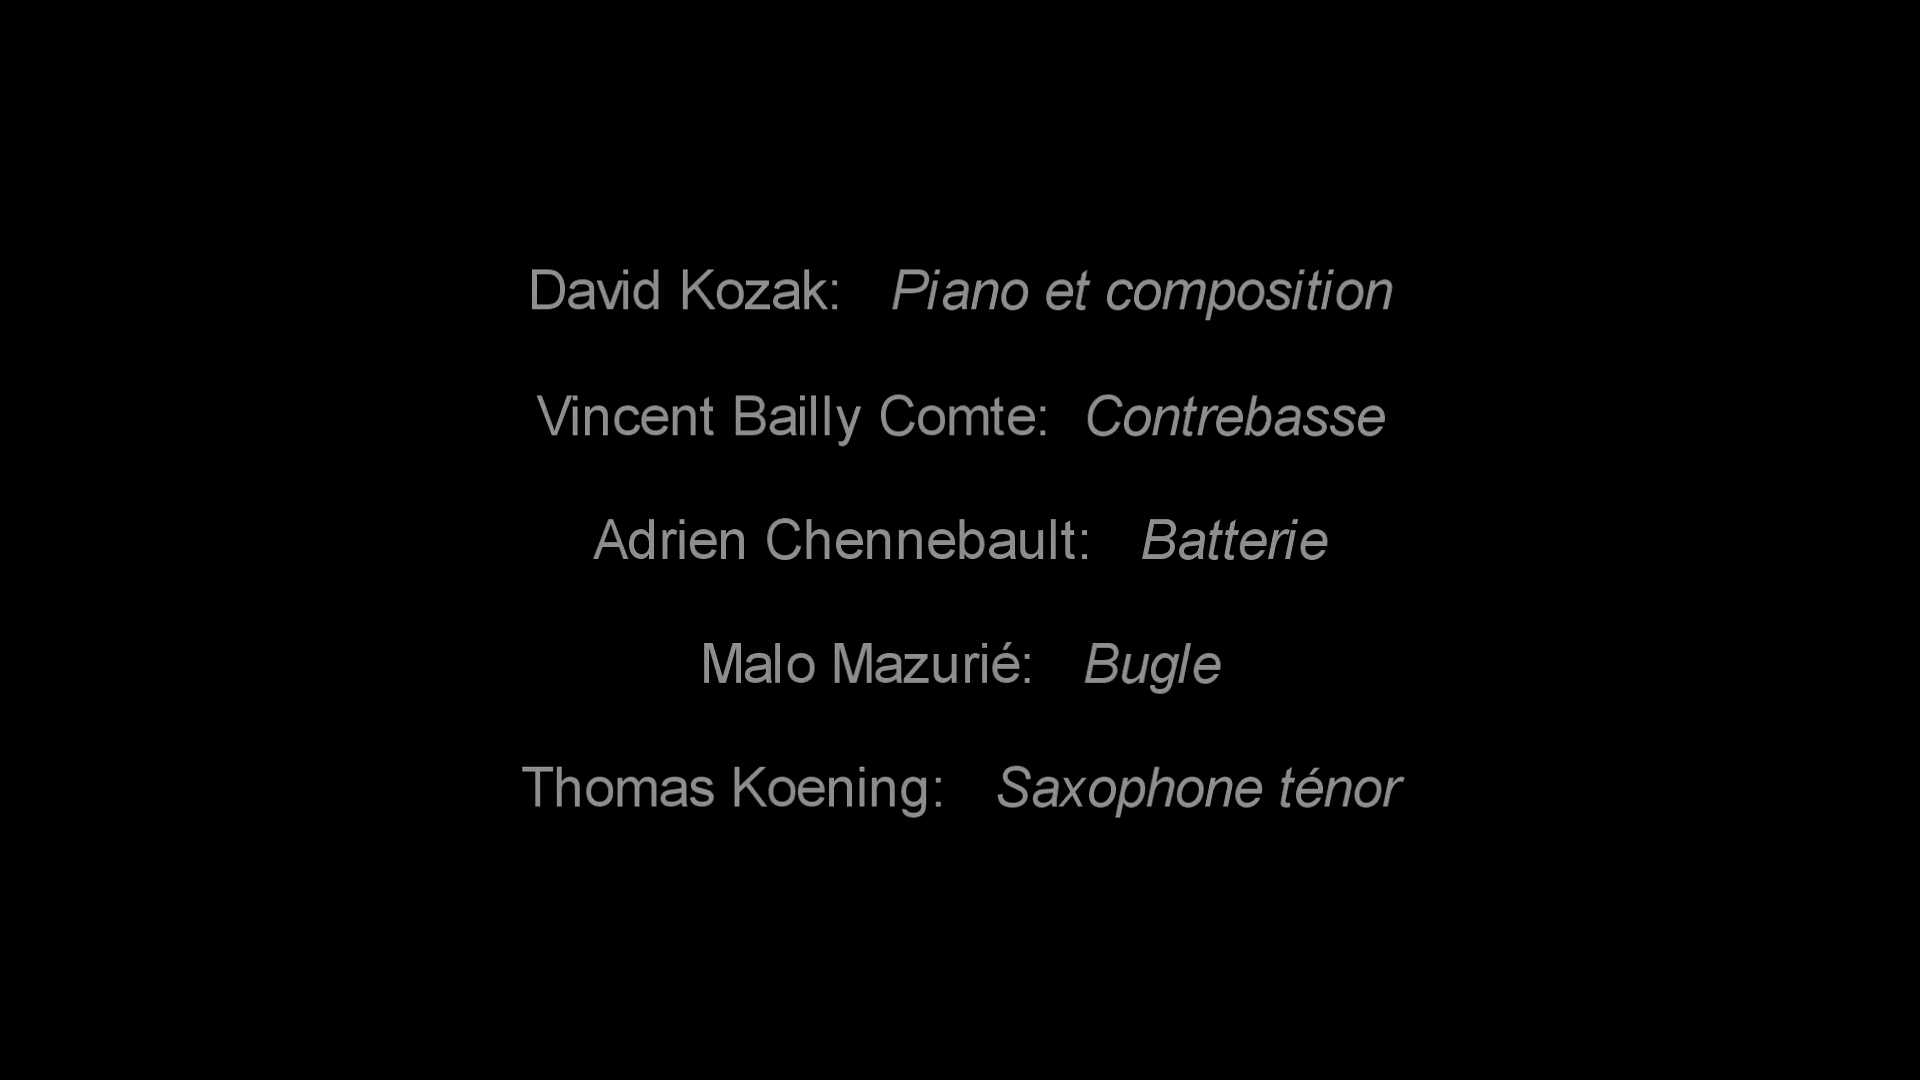 David Kozak: Piano et composition
Vincent Bailly Comte: Contrebasse
Adrien Chennebault: Batterie
Malo Mazurié: Bugle
Thomas Koening: Saxophone ténor